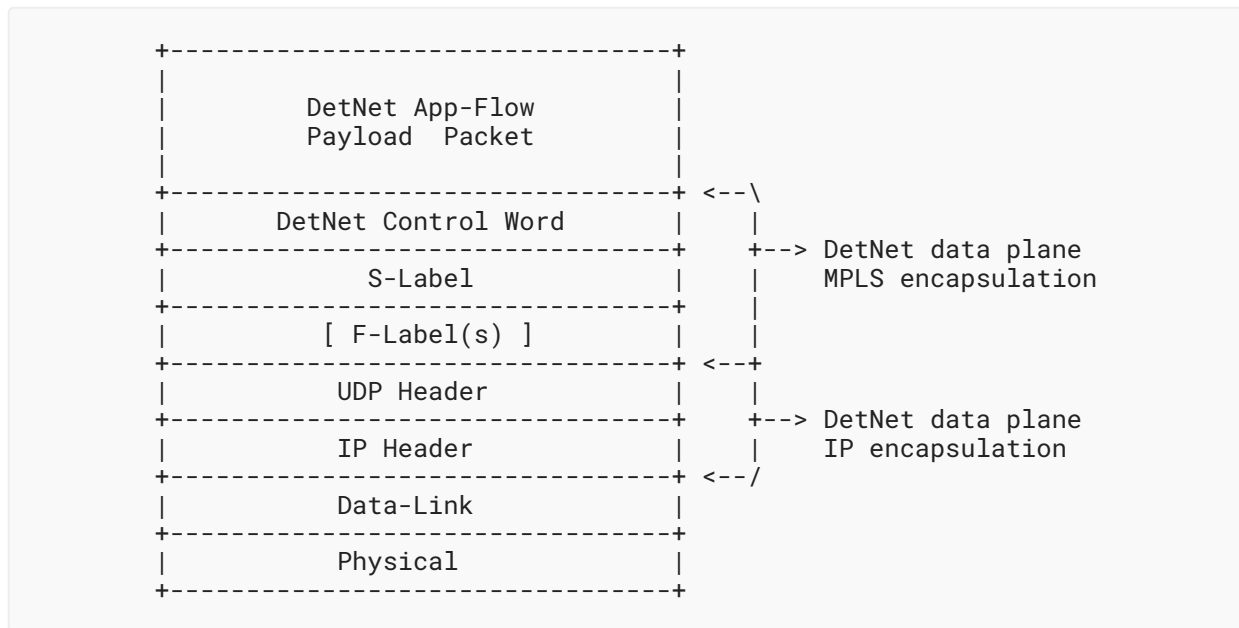 DetNet App-Flow
Payload Packet
DetNet Control Word
S-Label
DetNet data plane
MPLS encapsulation
[ F-Label(s) ]
UDP Header
IP Header
DetNet data plane
IP encapsulation
Data-Link
Physical